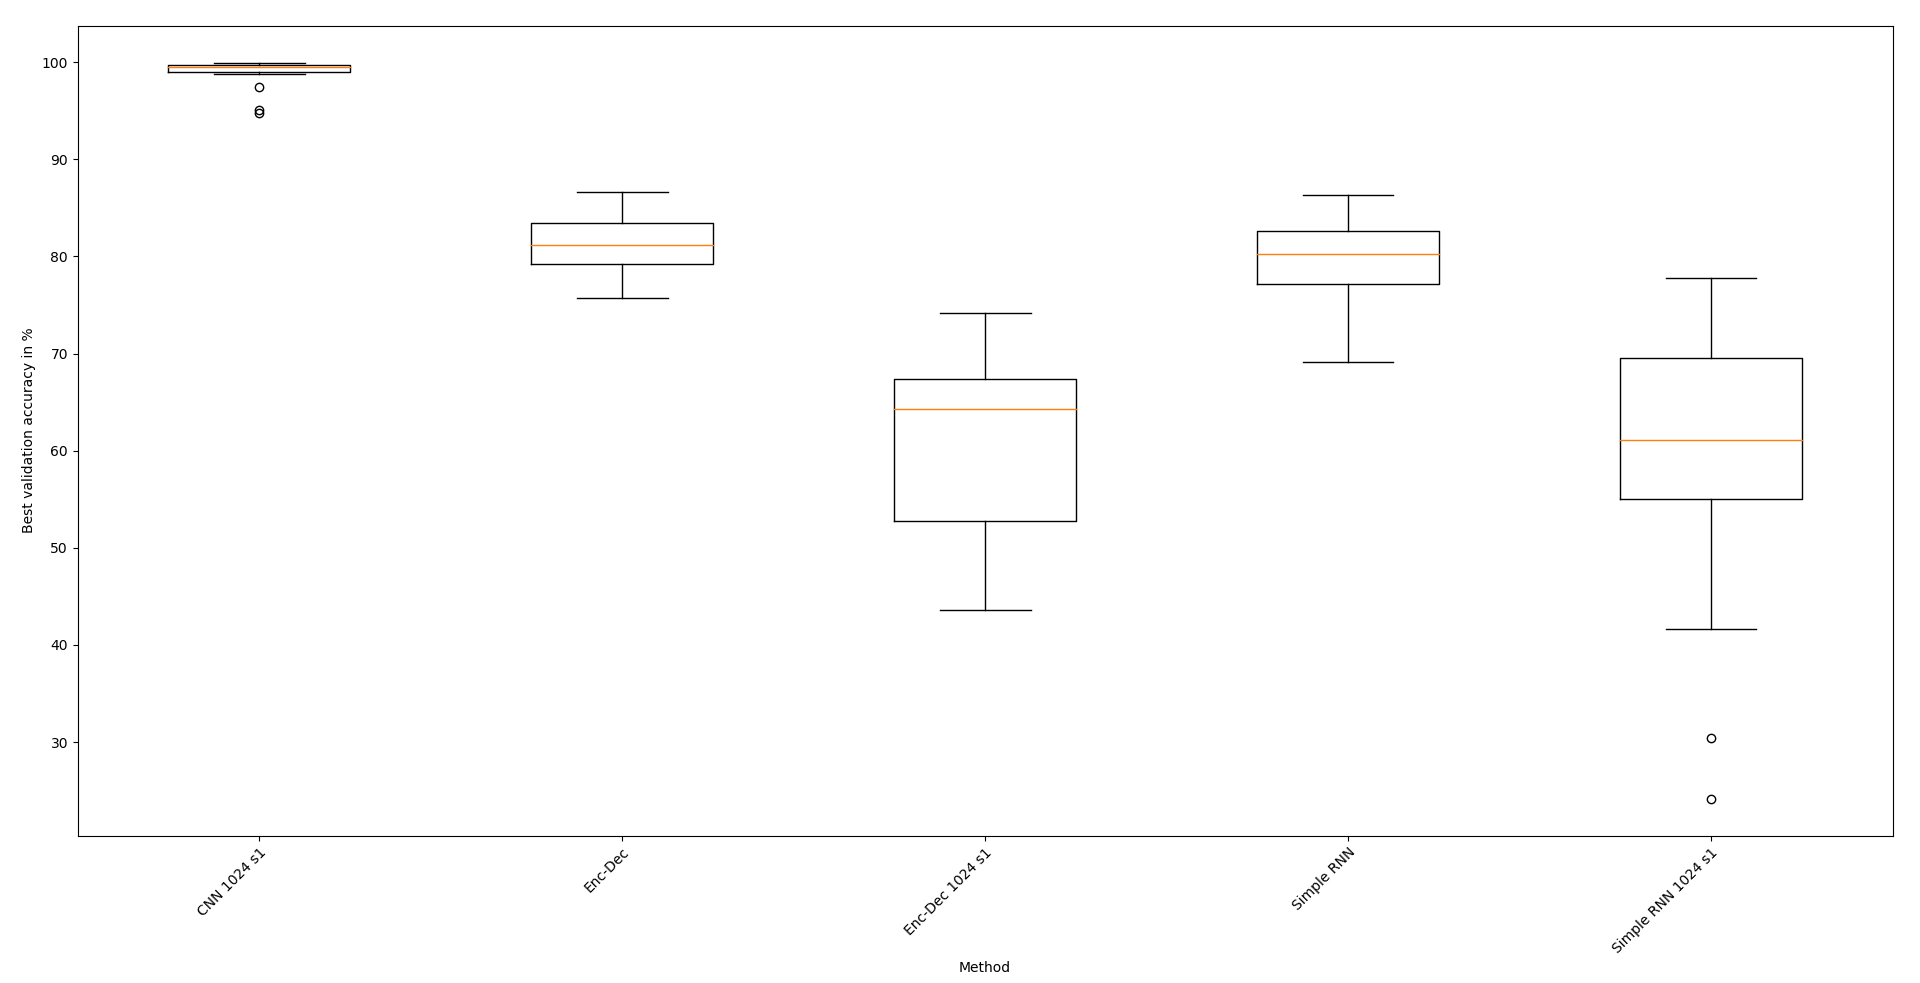 100
90
80
70
60
50
40
30
Best validation accuracy in %
CNN 1024 s1
Enc-Dec
Enc-Dec 1024 s1
Simple RNN
Simple RNN 1024 s1
Method